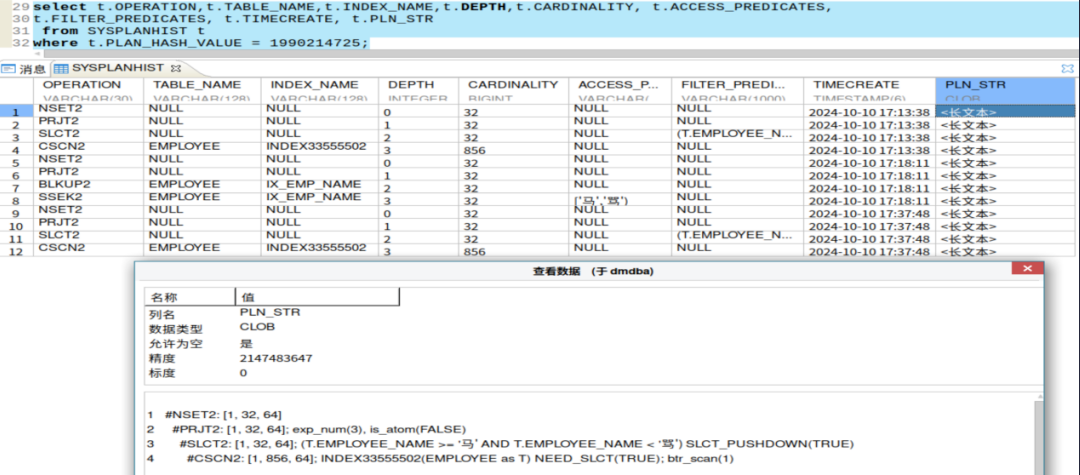 29 select t.OPERATION,t.TABLE_NAME,t.INDEX_NAME,t.DEPTH,t.CARDINALITY, t.ACCESS_PREDICATES,
30 t.FILTER_PREDICATES, t.TIMECREATE, t.PLN_STR
31 from SYSPLANHIST t
32 where t.PLAN_HASH_VALUE = 1990214725;
消息 SYSPLANHIST
OPERATION TABLE_NAME INDEX_NAME DEPTH CARDINALITY ACCESS_P... FILTER_PREDI... TIMECREATE PLN_STR
VARCHAR(30) VARCHAR(128) VARCHAR(128) INTEGER BIGINT VARCHAR( VARCHAR(1000) TIMESTAMP(6) CLOB
1 NSET2 NULL NULL 0 32 NULL NULL 2024-10-10 17:13:38 <长文本>
2 PRJT2 NULL NULL 1 32 NULL NULL 2024-10-10 17:13:38 <长文本>
3 SLCT2 NULL NULL 2 32 NULL (T.EMPLOYEE_N... 2024-10-10 17:13:38 <长文本>
4 CSCN2 EMPLOYEE INDEX33555502 3 856 NULL NULL 2024-10-10 17:13:38 <长文本>
5 NSET2 NULL NULL 0 32 NULL NULL 2024-10-10 17:18:11 <长文本>
6 PRJT2 NULL NULL 1 32 NULL NULL 2024-10-10 17:18:11 <长文本>
7 BLKUP2 EMPLOYEE IX_EMP_NAME 2 32 NULL NULL 2024-10-10 17:18:11 <长文本>
8 SSEK2 EMPLOYEE IX_EMP_NAME 3 32 ['马','骂') NULL 2024-10-10 17:18:11 <长文本>
9 NSET2 NULL NULL 0 32 NULL NULL 2024-10-10 17:37:48 <长文本>
10 PRJT2 NULL NULL 1 32 NULL NULL 2024-10-10 17:37:48 <长文本>
11 SLCT2 NULL NULL 2 32 NULL (T.EMPLOYEE_N... 2024-10-10 17:37:48 <长文本>
12 CSCN2 EMPLOYEE INDEX33555502 3 856 NULL NULL 2024-10-10 17:37:48 <长文本>
查看数据 (于 dmdba)
名称 值
列名 PLN_STR
数据类型 CLOB
允许为空 是
精度 2147483647
标度 0
1 #NSET2: [1, 32, 64]
2 #PRJT2: [1, 32, 64]; exp_num(3), is_atom(FALSE)
3 #SLCT2: [1, 32, 64]; (T.EMPLOYEE_NAME >= '马' AND T.EMPLOYEE_NAME < '骂') SLCT_PUSHDOWN(TRUE)
4 #CSCN2: [1, 856, 64]; INDEX33555502(EMPLOYEE as T) NEED_SLCT(TRUE); btr_scan(1)